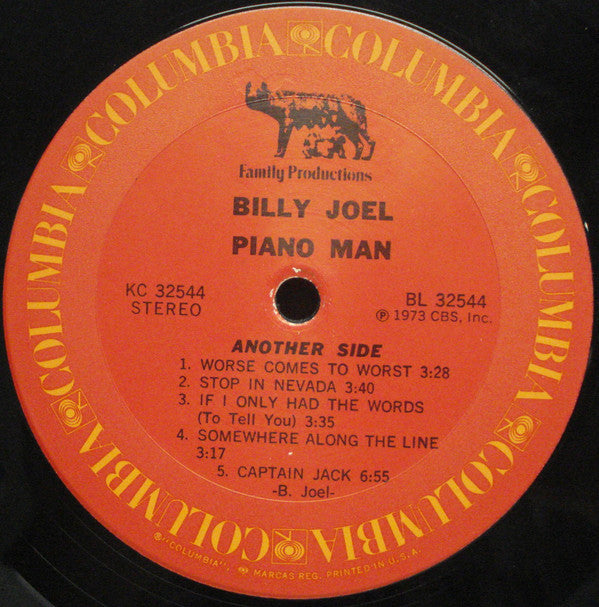 COLUMBIA COLUMBIA COLUMBIA COLUMBIA COLUMBIA COLUMBIA
Family Productions
BILLY JOEL
PIANO MAN
KC 32544
STEREO
BL 32544
Ⓟ 1973 CBS, Inc.
ANOTHER SIDE
1. WORSE COMES TO WORST 3:28
2. STOP IN NEVADA 3:40
3. IF I ONLY HAD THE WORDS
(To Tell You) 3:35
4. SOMEWHERE ALONG THE LINE
3:17
5. CAPTAIN JACK 6:55
-B. Joel-
® "COLUMBIA", MARCAS REG. PRINTED IN U.S.A.